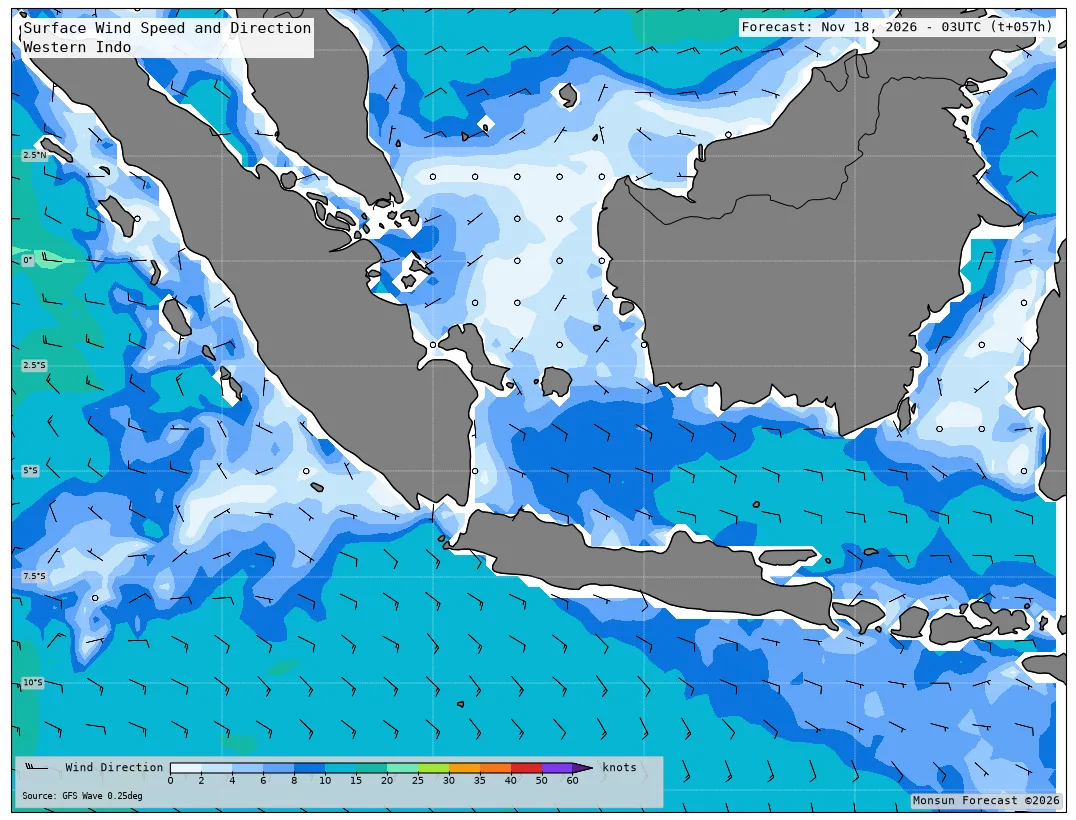 Surface Wind Speed and Direction
Western Indo
Forecast: Nov 18, 2026 - 03UTC (t+057h)
2.5°N
0°
2.5°S
5°S
7.5°S
10°S
Wind Direction
0 2 4 6 8 10 15 20 25 30 40 50 60
knots
Source: GFS Wave 0.25deg
Monsun Forecast ©2026